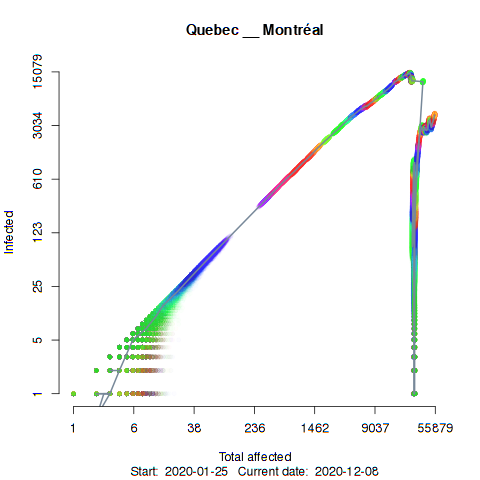 Quebec __ Montréal
15079
3034
610
123
25
5
1
Infected
1 6 38 236 1462 9037 55879
Total affected
Start: 2020-01-25 Current date: 2020-12-08